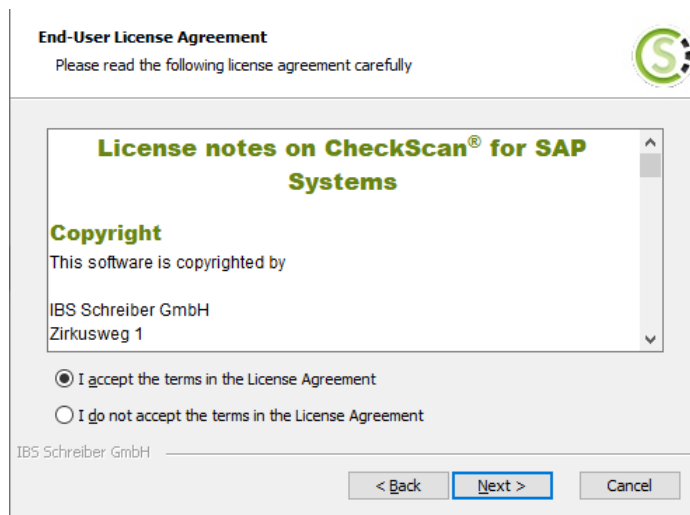 End-User License Agreement
Please read the following license agreement carefully
License notes on CheckScan® for SAP
Systems
Copyright
This software is copyrighted by
IBS Schreiber GmbH
Zirkusweg 1
I accept the terms in the License Agreement
I do not accept the terms in the License Agreement
IBS Schreiber GmbH
< Back Next > Cancel